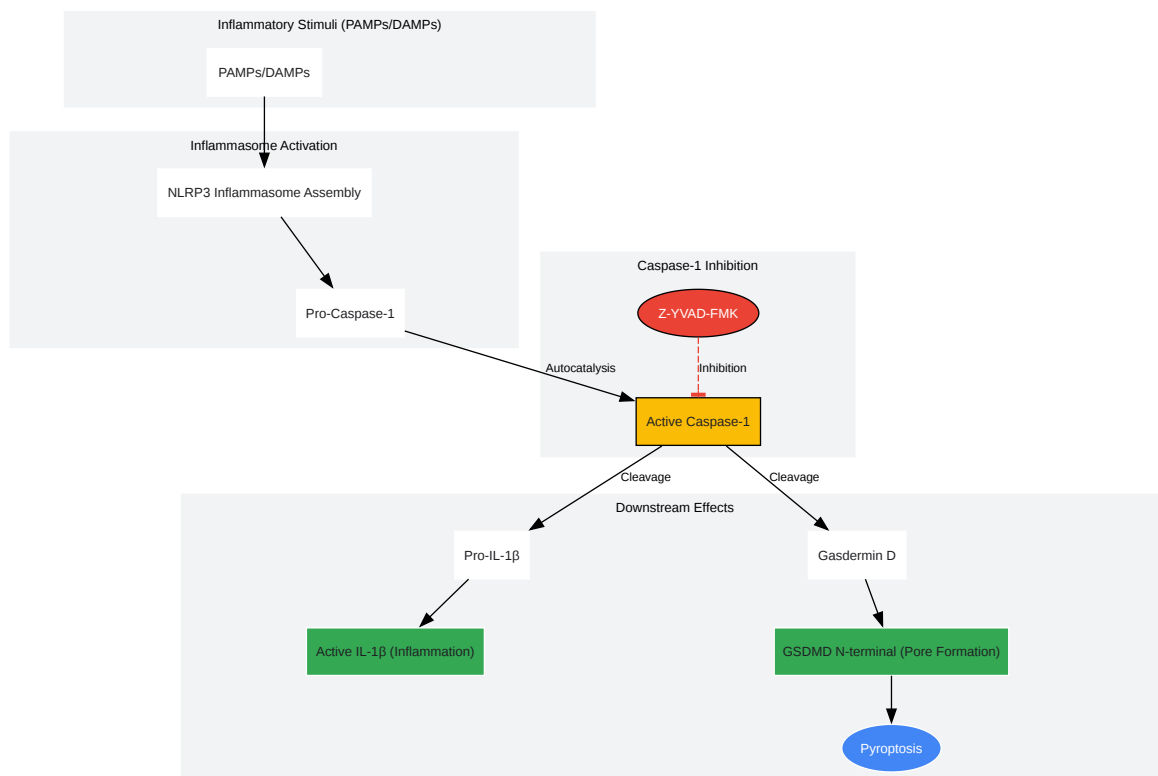 Inflammatory Stimuli (PAMPs/DAMPs)
PAMPs/DAMPs
Inflammasome Activation
NLRP3 Inflammasome Assembly
Caspase-1 Inhibition
Pro-Caspase-1
Z-YVAD-FMK
Autocatalysis
Inhibition
Active Caspase-1
Cleavage
Cleavage
Downstream Effects
Pro-IL-1β
Gasdermin D
Active IL-1β (Inflammation)
GSDMD N-terminal (Pore Formation)
Pyroptosis